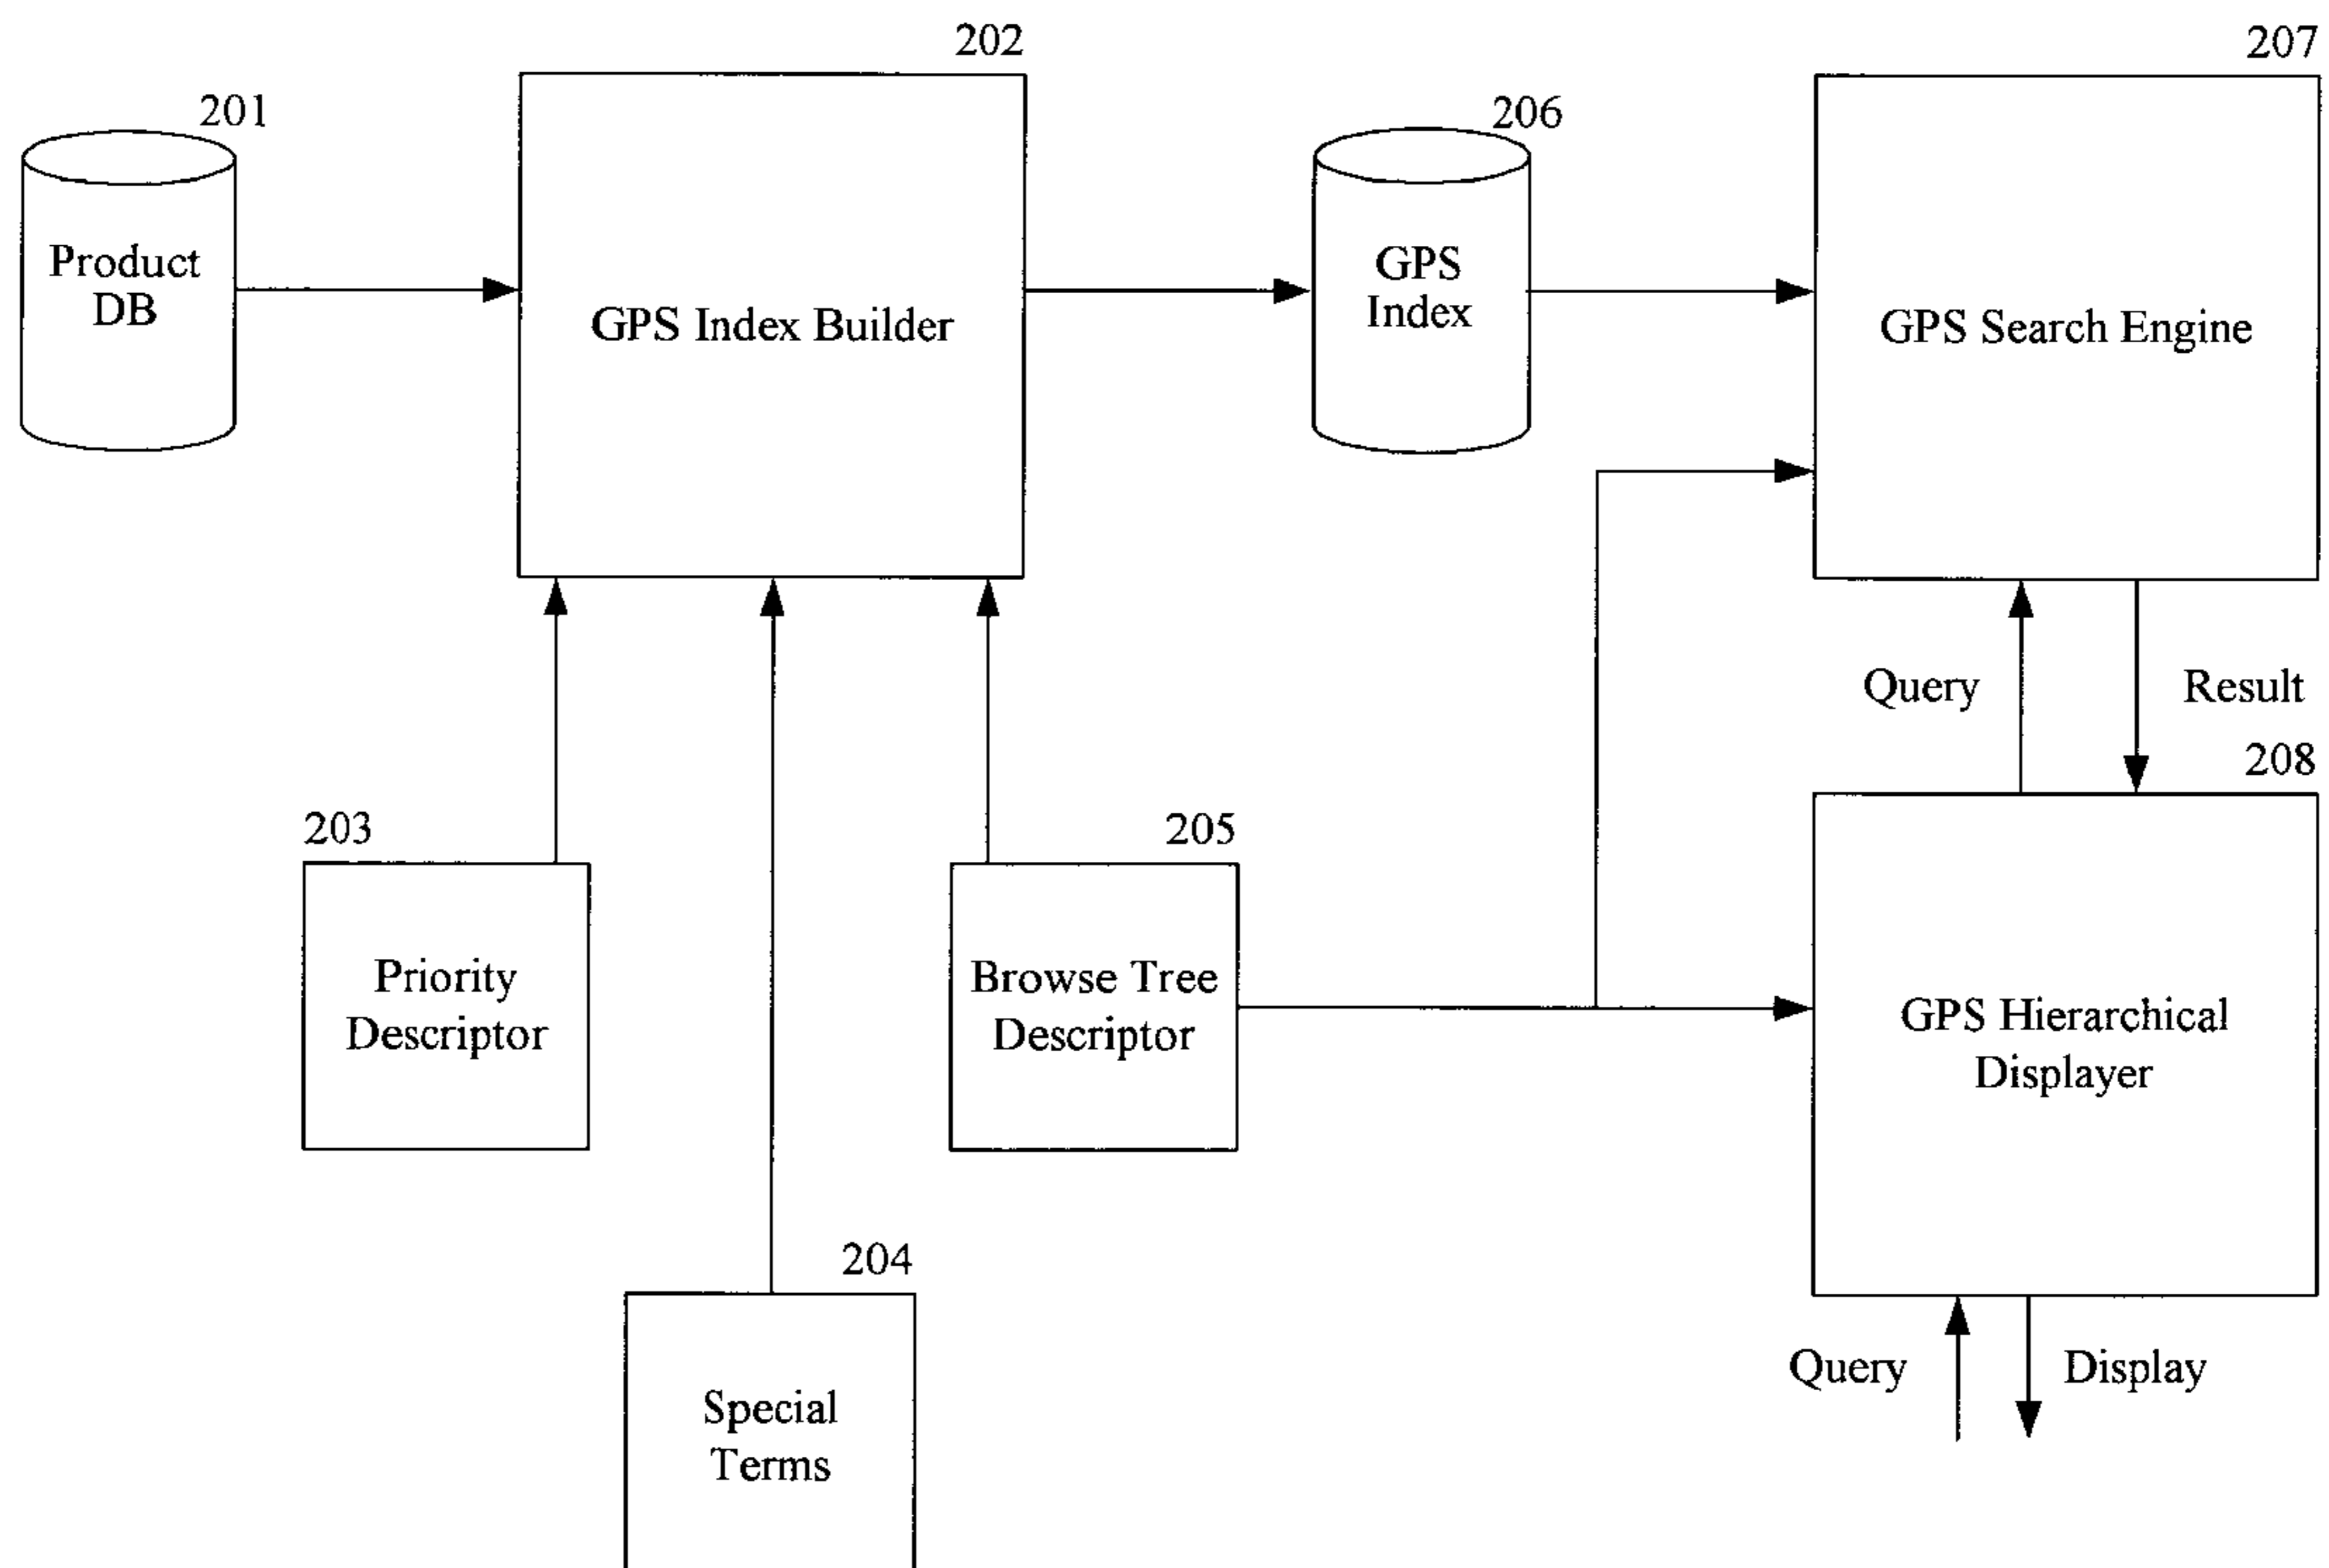 202
207
201
206
Product
DB
GPS Index Builder
GPS
Index
GPS Search Engine
Query
Result
208
203
205
Priority
Descriptor
Browse Tree
Descriptor
GPS Hierarchical
Displayer
204
Query
Display
Special
Terms